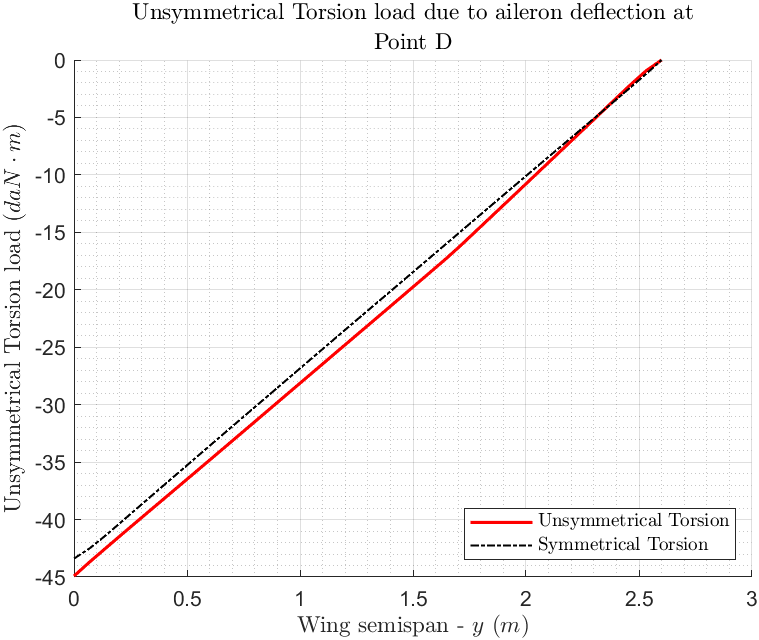 Unsymmetrical Torsion load due to aileron deflection at
Point D
Unsymmetrical Torsion load (daN · m)
0
-5
-10
-15
-20
-25
-30
-35
-40
-45
0 0.5 1 1.5 2 2.5 3
Wing semispan - y (m)
Unsymmetrical Torsion
Symmetrical Torsion